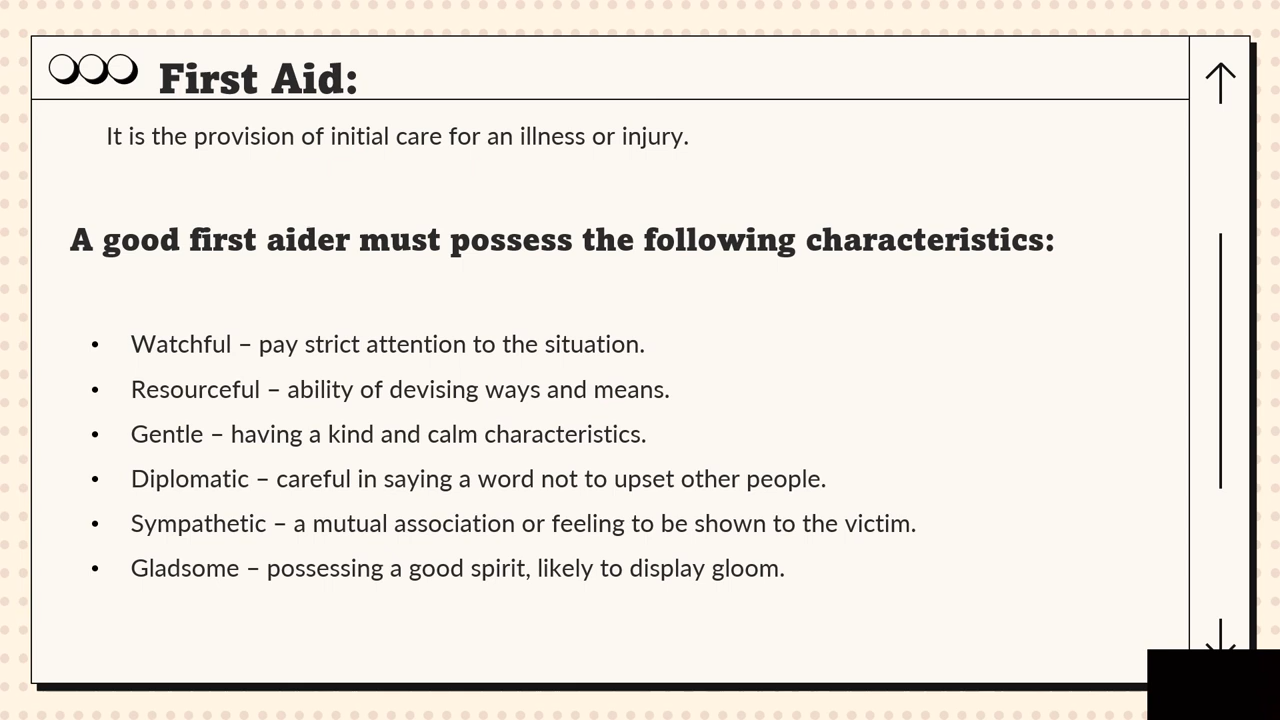 First Aid:
It is the provision of initial care for an illness or injury.
A good first aider must possess the following characteristics:
• Watchful – pay strict attention to the situation.
• Resourceful – ability of devising ways and means.
• Gentle – having a kind and calm characteristics.
• Diplomatic – careful in saying a word not to upset other people.
• Sympathetic – a mutual association or feeling to be shown to the victim.
• Gladsome – possessing a good spirit, likely to display gloom.